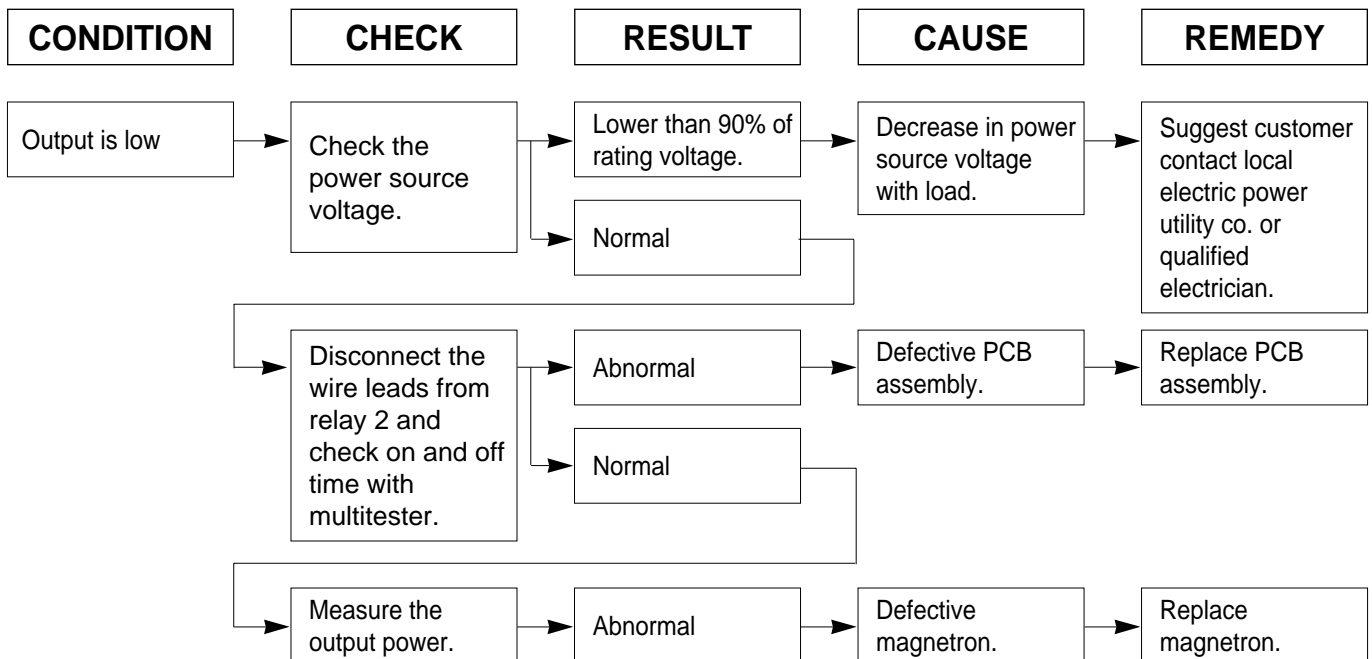 CONDITION
CHECK
RESULT
CAUSE
REMEDY
Output is low
Check the
power source
voltage.
Lower than 90% of
rating voltage.
Decrease in power
source voltage
with load.
Suggest customer
contact local
electric power
utility co. or
qualified
electrician.
Normal
Disconnect the
wire leads from
relay 2 and
check on and off
time with
multitester.
Abnormal
Defective PCB
assembly.
Replace PCB
assembly.
Normal
Measure the
output power.
Abnormal
Defective
magnetron.
Replace
magnetron.